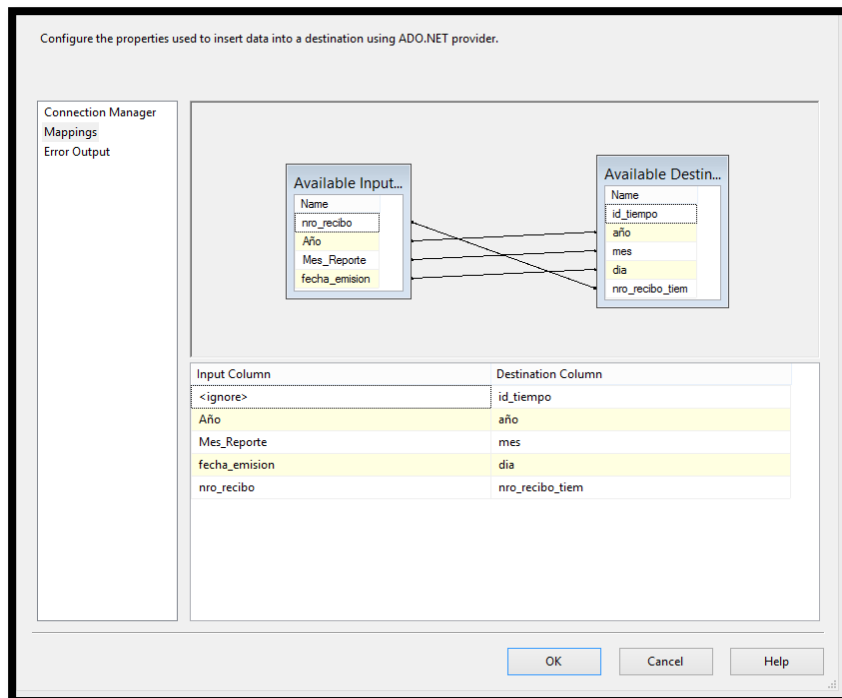 Configure the properties used to insert data into a destination using ADO.NET provider.
Connection Manager
Mappings
Error Output
Available Input...
Name
nro_recibo
Año
Mes_Reporte
fecha_emision
Available Destin...
Name
id_tiempo
año
mes
dia
nro_recibo_tiem
Input Column Destination Column
<ignore> id_tiempo
Año año
Mes_Reporte mes
fecha_emision dia
nro_recibo nro_recibo_tiem
OK Cancel Help